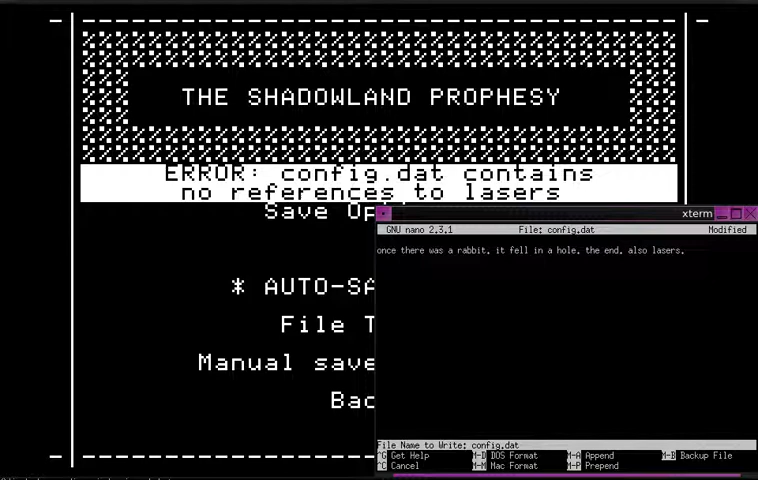 THE SHADOWLAND PROPHESY
ERROR: config.dat contains
no references to lasers
Save
xterm
GNU nano 2.3.1 File: config.dat Modified
once there was a rabbit. it fell in a hole. the end. also lasers.
* AUTO-SA
File T
Manual save
Bac
File Name to Write: config.dat
^G Get Help M-D DOS Format M-A Append M-B Backup File
^C Cancel M-M Mac Format M-P Prepend